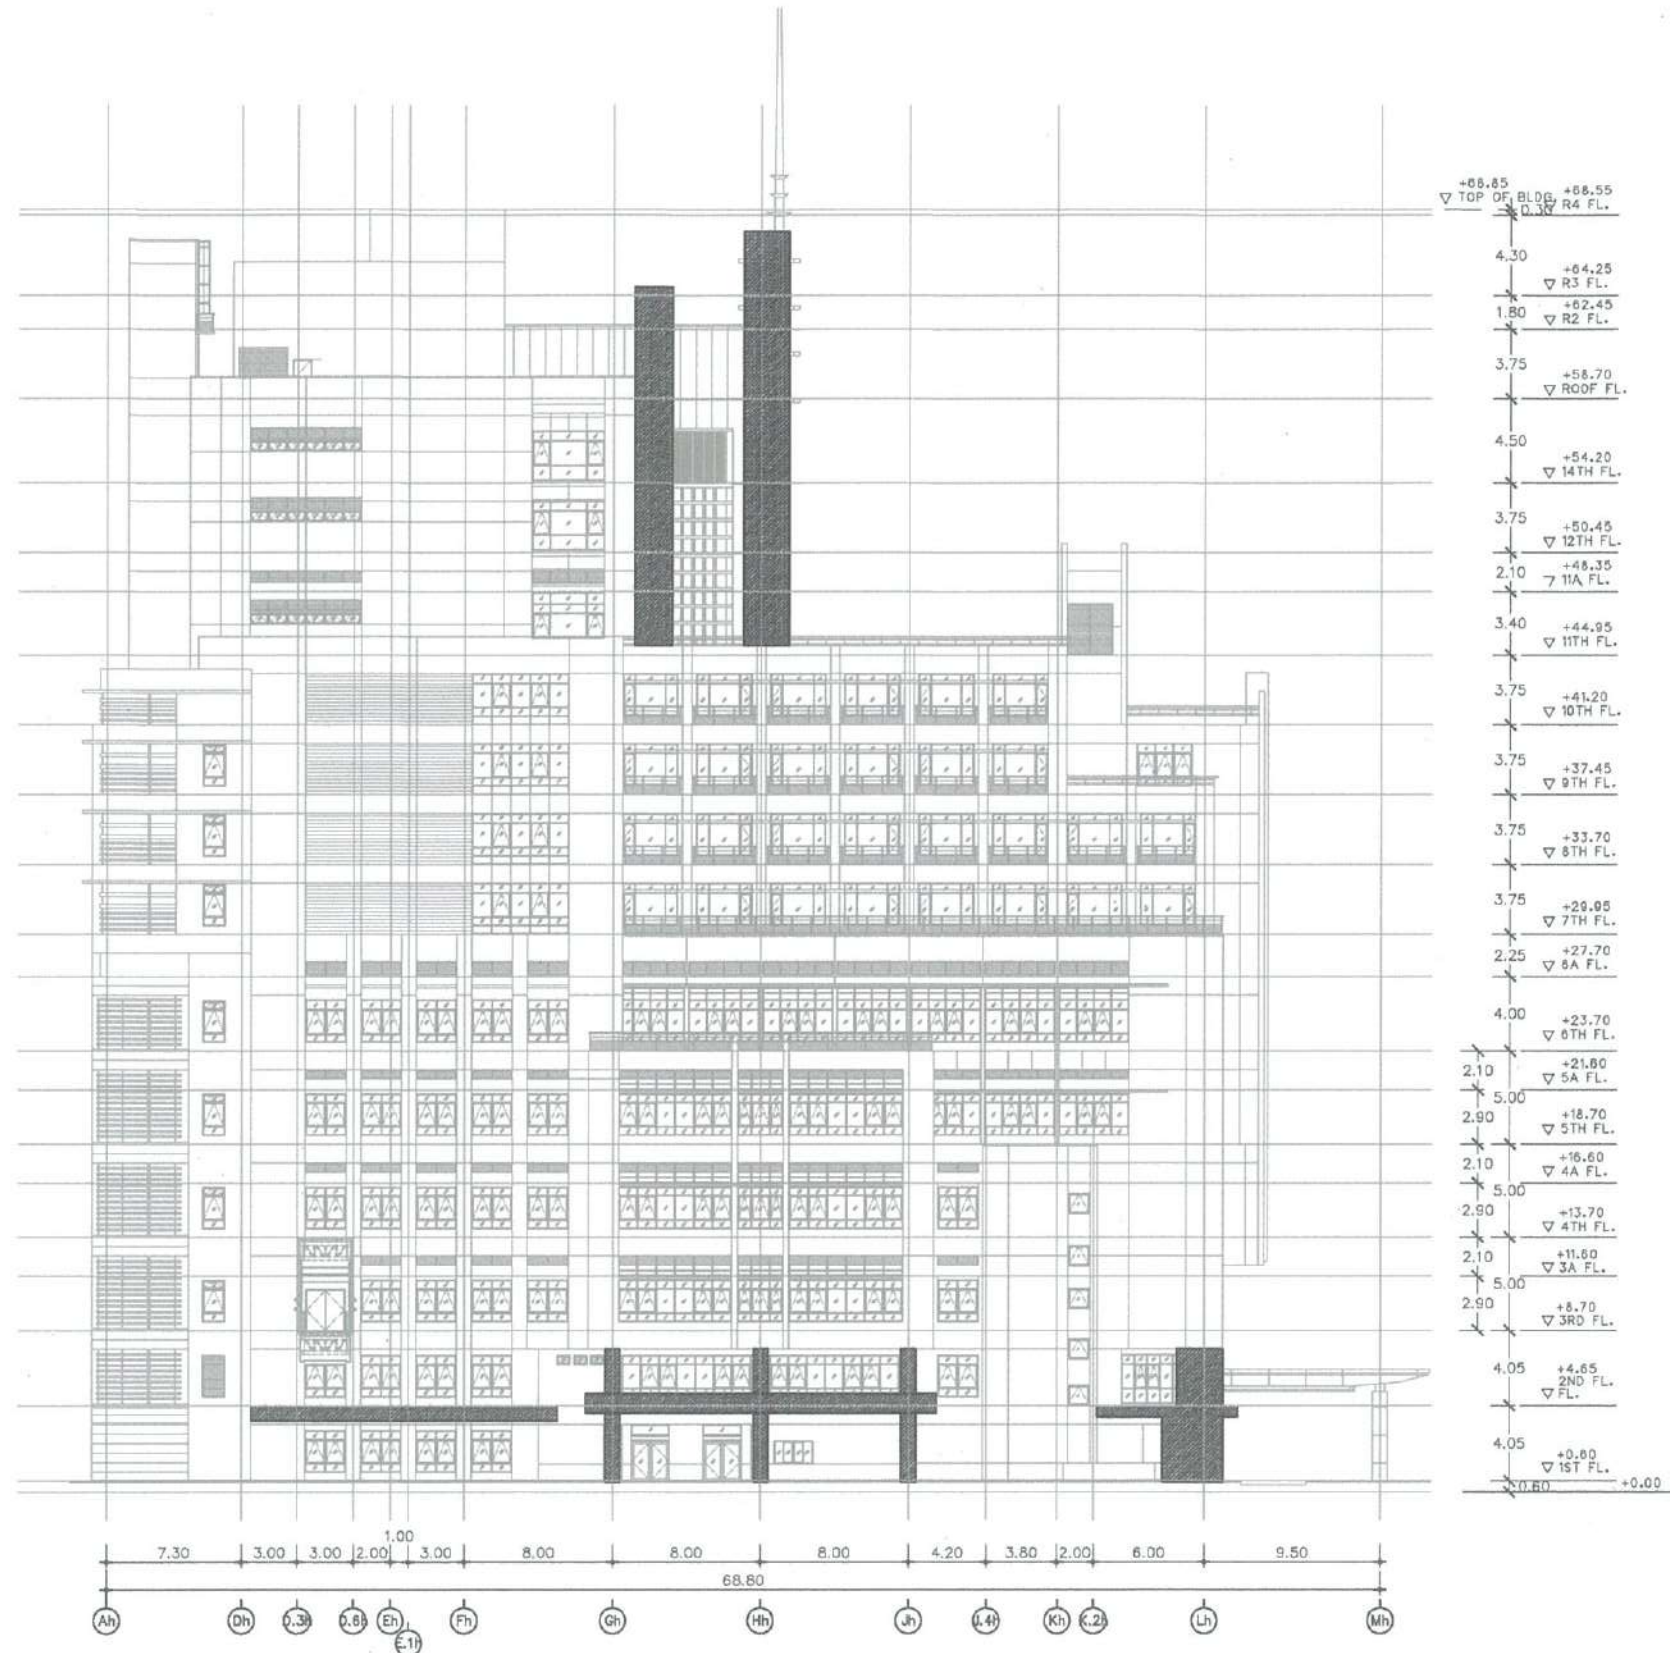 +68.85
TOP OF BLDG.
0.30
+68.55
R4 FL.
4.30
+64.25
R3 FL.
1.80
+62.45
R2 FL.
3.75
+58.70
ROOF FL.
4.50
+54.20
14TH FL.
3.75
+50.45
12TH FL.
2.10
+48.35
11A FL.
3.40
+44.95
11TH FL.
3.75
+41.20
10TH FL.
3.75
+37.45
9TH FL.
3.75
+33.70
8TH FL.
3.75
+29.95
7TH FL.
2.25
+27.70
6A FL.
4.00
+23.70
6TH FL.
2.10
+21.60
5A FL.
5.00
2.90
+18.70
5TH FL.
2.10
+16.60
4A FL.
5.00
2.90
+13.70
4TH FL.
2.10
+11.60
3A FL.
5.00
2.90
+8.70
3RD FL.
4.05
+4.65
2ND FL.
FL.
4.05
+0.60
1ST FL.
0.60
+0.00
1.00
7.30 3.00 3.00 2.00 3.00 8.00 8.00 8.00 4.20 3.80 2.00 6.00 9.50
68.80
Ah Dh D.3h D.6h Eh Fh Gh Hh Jh J.4h Kh K.2h Lh Mh
E.1h